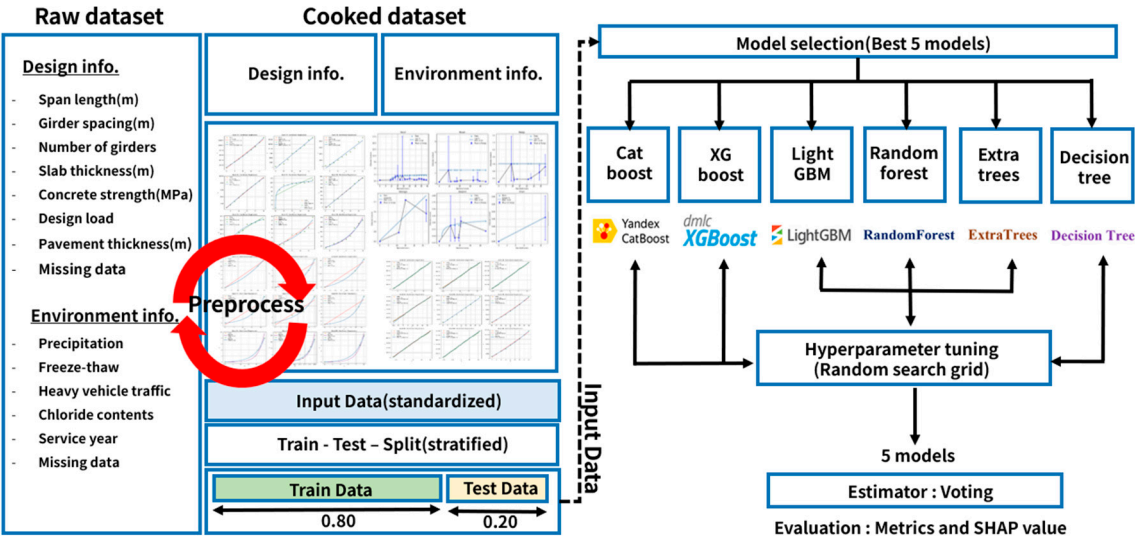 Raw dataset
Design info.
- Span length(m)
- Girder spacing(m)
- Number of girders
- Slab thickness(m)
- Concrete strength(MPa)
- Design load
- Pavement thickness(m)
- Missing data
Environment info.
- Precipitation
- Freeze-thaw
- Heavy vehicle traffic
- Chloride contents
- Service year
- Missing data
Cooked dataset
Design info.
Environment info.
Preprocess
Input Data(standardized)
Train - Test – Split(stratified)
Train Data
Test Data
0.80
0.20
Input Data
Model selection(Best 5 models)
Cat
boost
XG
boost
Light
GBM
Random
forest
Extra
trees
Decision
tree
Yandex
CatBoost
dmlc
XGBoost
LightGBM
RandomForest
ExtraTrees
Decision Tree
Hyperparameter tuning
(Random search grid)
5 models
Estimator : Voting
Evaluation : Metrics and SHAP value